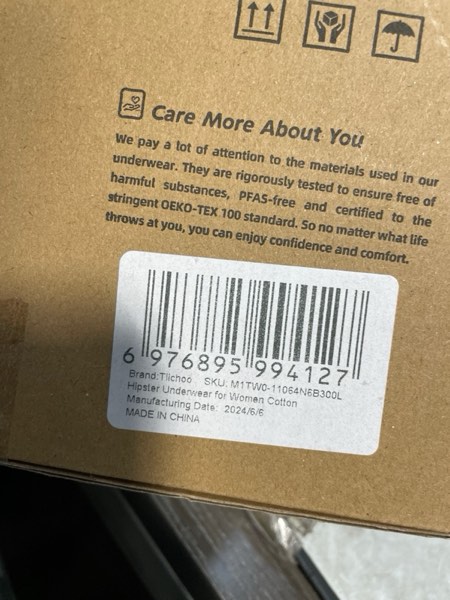 Care More About You
We pay a lot of attention to the materials used in our
underwear. They are rigorously tested to ensure free of
harmful substances, PFAS-free and certified to the
stringent OEKO-TEX 100 standard. So no matter what life
throws at you, you can enjoy confidence and comfort.
6 976895 994127
Brand: Tiichoo SKU: M1TW0-11064N6B300L
Hipster Underwear for Women Cotton
Manufacturing Date: 2024/6/6
MADE IN CHINA